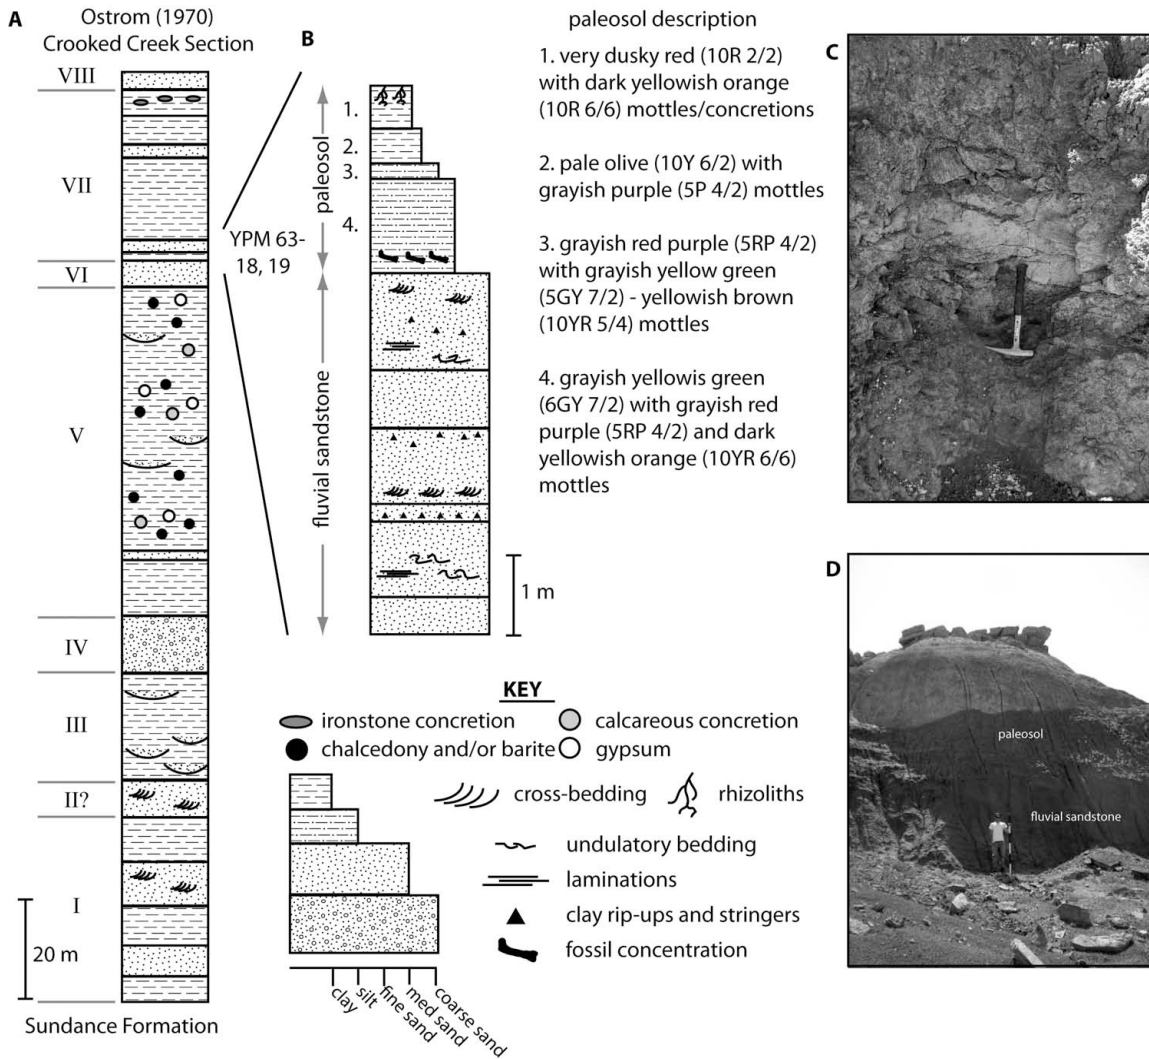 A
Ostrom (1970)
Crooked Creek Section
VIII
VII
VI
V
IV
III
II?
I
20 m
Sundance Formation
YPM 63-
18, 19
B
paleosol
1.
2.
3.
4.
fluvial sandstone
1 m
paleosol description
1. very dusky red (10R 2/2)
with dark yellowish orange
(10R 6/6) mottles/concretions
2. pale olive (10Y 6/2) with
grayish purple (5P 4/2) mottles
3. grayish red purple (5RP 4/2)
with grayish yellow green
(5GY 7/2) - yellowish brown
(10YR 5/4) mottles
4. grayish yellowis green
(6GY 7/2) with grayish red
purple (5RP 4/2) and dark
yellowish orange (10YR 6/6)
mottles
KEY
ironstone concretion
calcareous concretion
chalcedony and/or barite
gypsum
cross-bedding
rhizoliths
undulatory bedding
laminations
clay rip-ups and stringers
fossil concentration
clay
silt
fine sand
med sand
coarse sand
C
D
paleosol
fluvial sandstone